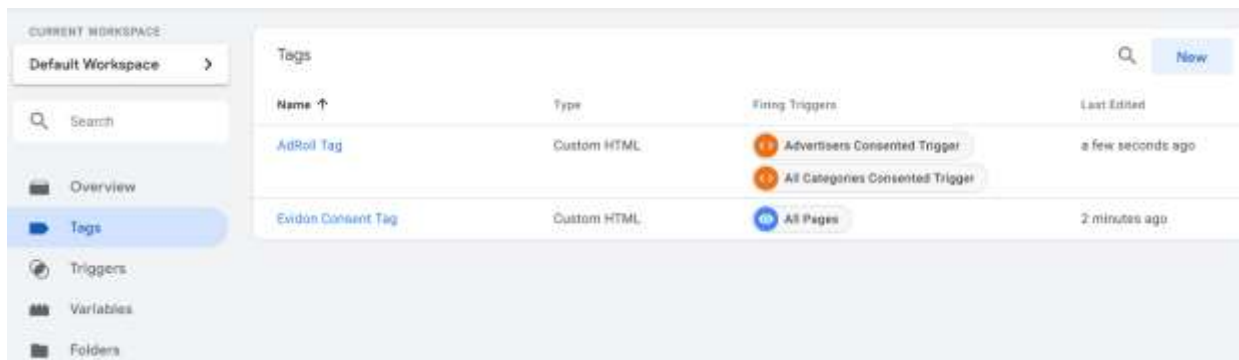 CURRENT WORKSPACE
Default Workspace
Search
Overview
Tags
Triggers
Variables
Folders
Tags
New
Name ↑ Type Firing Triggers Last Edited
AdRoll Tag Custom HTML Advertisers Consented Trigger a few seconds ago
All Categories Consented Trigger
Evidon Consent Tag Custom HTML All Pages 2 minutes ago